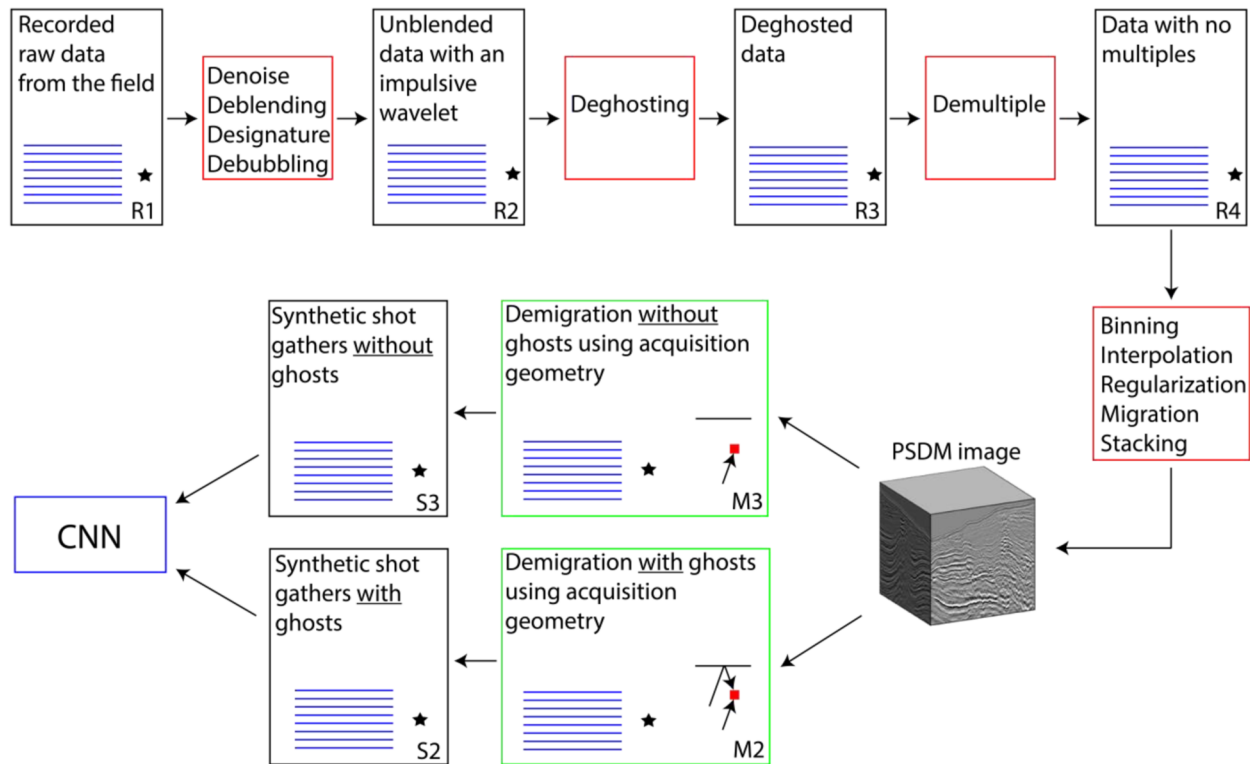 Recorded
raw data
from the field
R1
Denoise
Deblending
Designature
Debubbling
Unblended
data with an
impulsive
wavelet
R2
Deghosting
Deghosted
data
R3
Demultiple
Data with no
multiples
R4
Binning
Interpolation
Regularization
Migration
Stacking
PSDM image
Demigration without
ghosts using acquisition
geometry
M3
Synthetic shot
gathers without
ghosts
S3
Demigration with ghosts
using acquisition
geometry
M2
Synthetic shot
gathers with
ghosts
S2
CNN